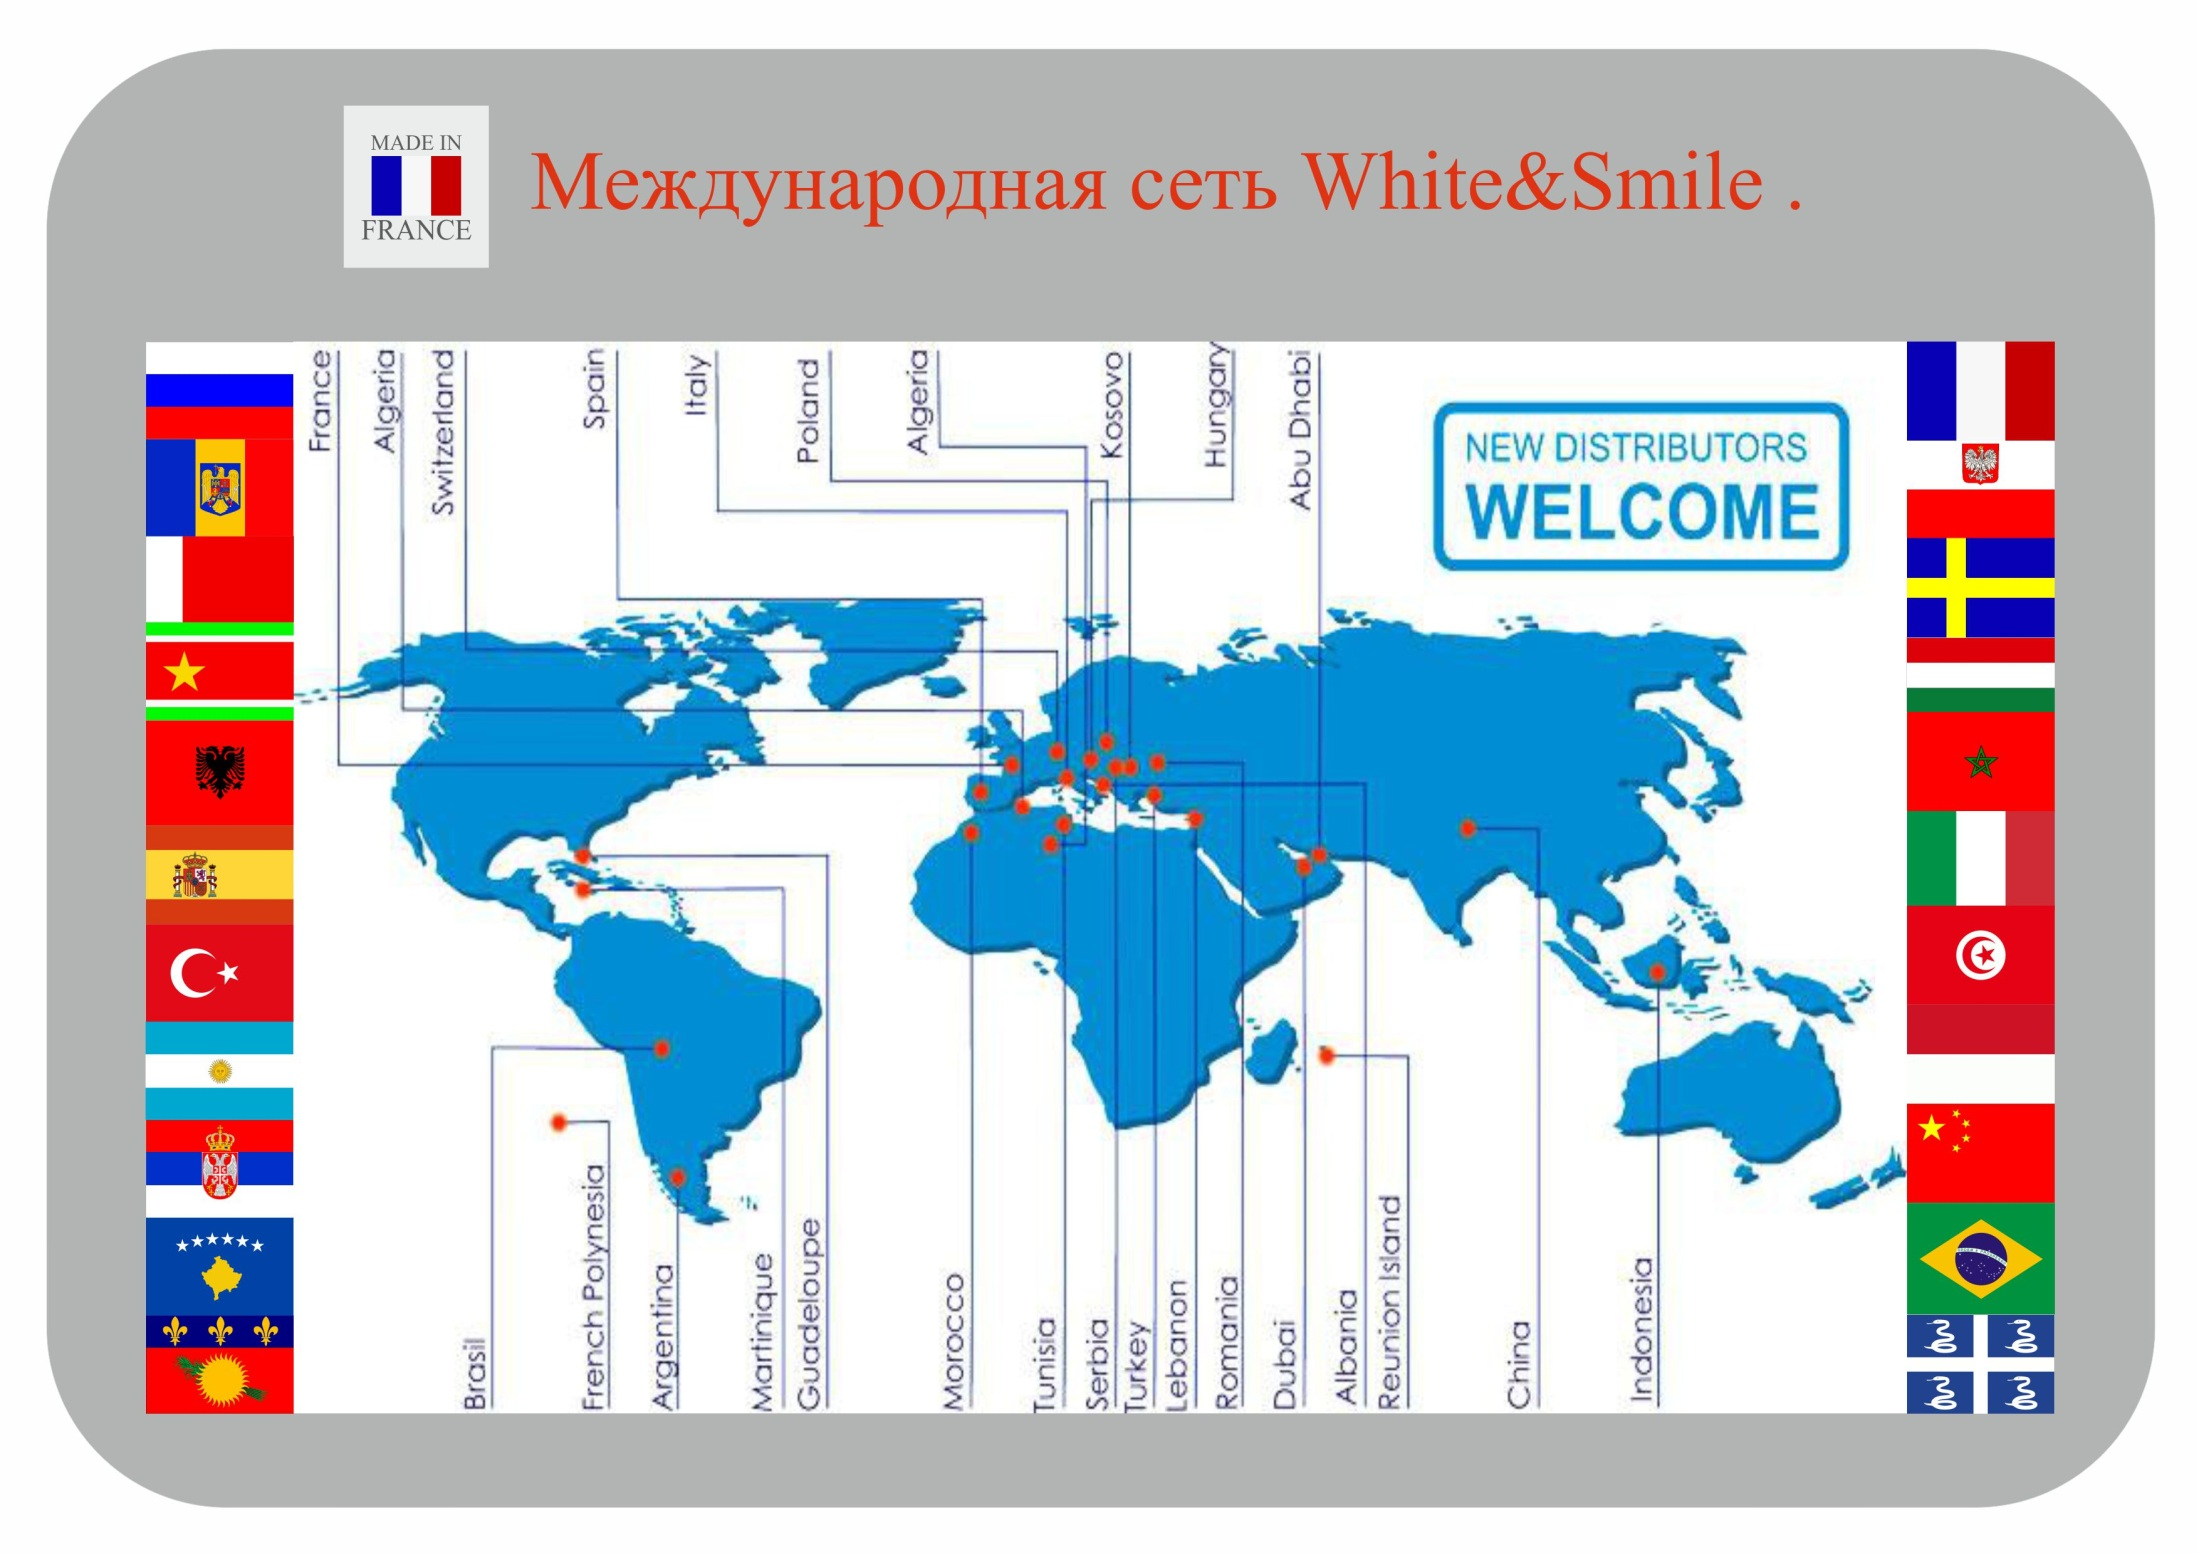 MADE IN
FRANCE
Международная сеть White&Smile .
France
Algeria
Switzerland
Spain
Italy
Poland
Algeria
Kosovo
Hungary
Abu Dhabi
NEW DISTRIBUTORS
WELCOME
Brasil
French Polynesia
Argentina
Martinique
Guadeloupe
Morocco
Tunisia
Serbia
Turkey
Lebanon
Romania
Dubai
Albania
Reunion Island
China
Indonesia